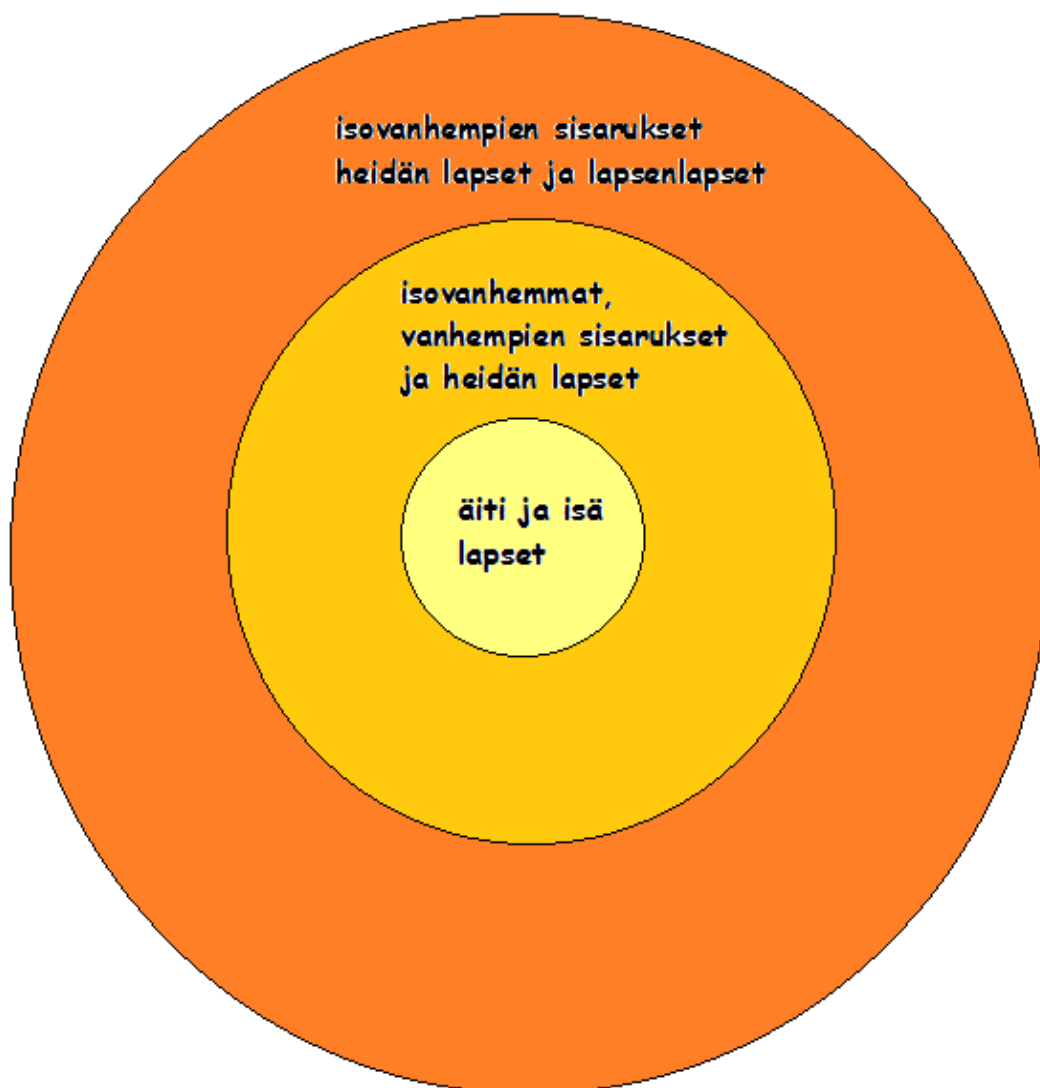 isovanhempien sisarukset
heidän lapset ja lapsenlapset
isovanhemmat,
vanhempien sisarukset
ja heidän lapset
äiti ja isä
lapset